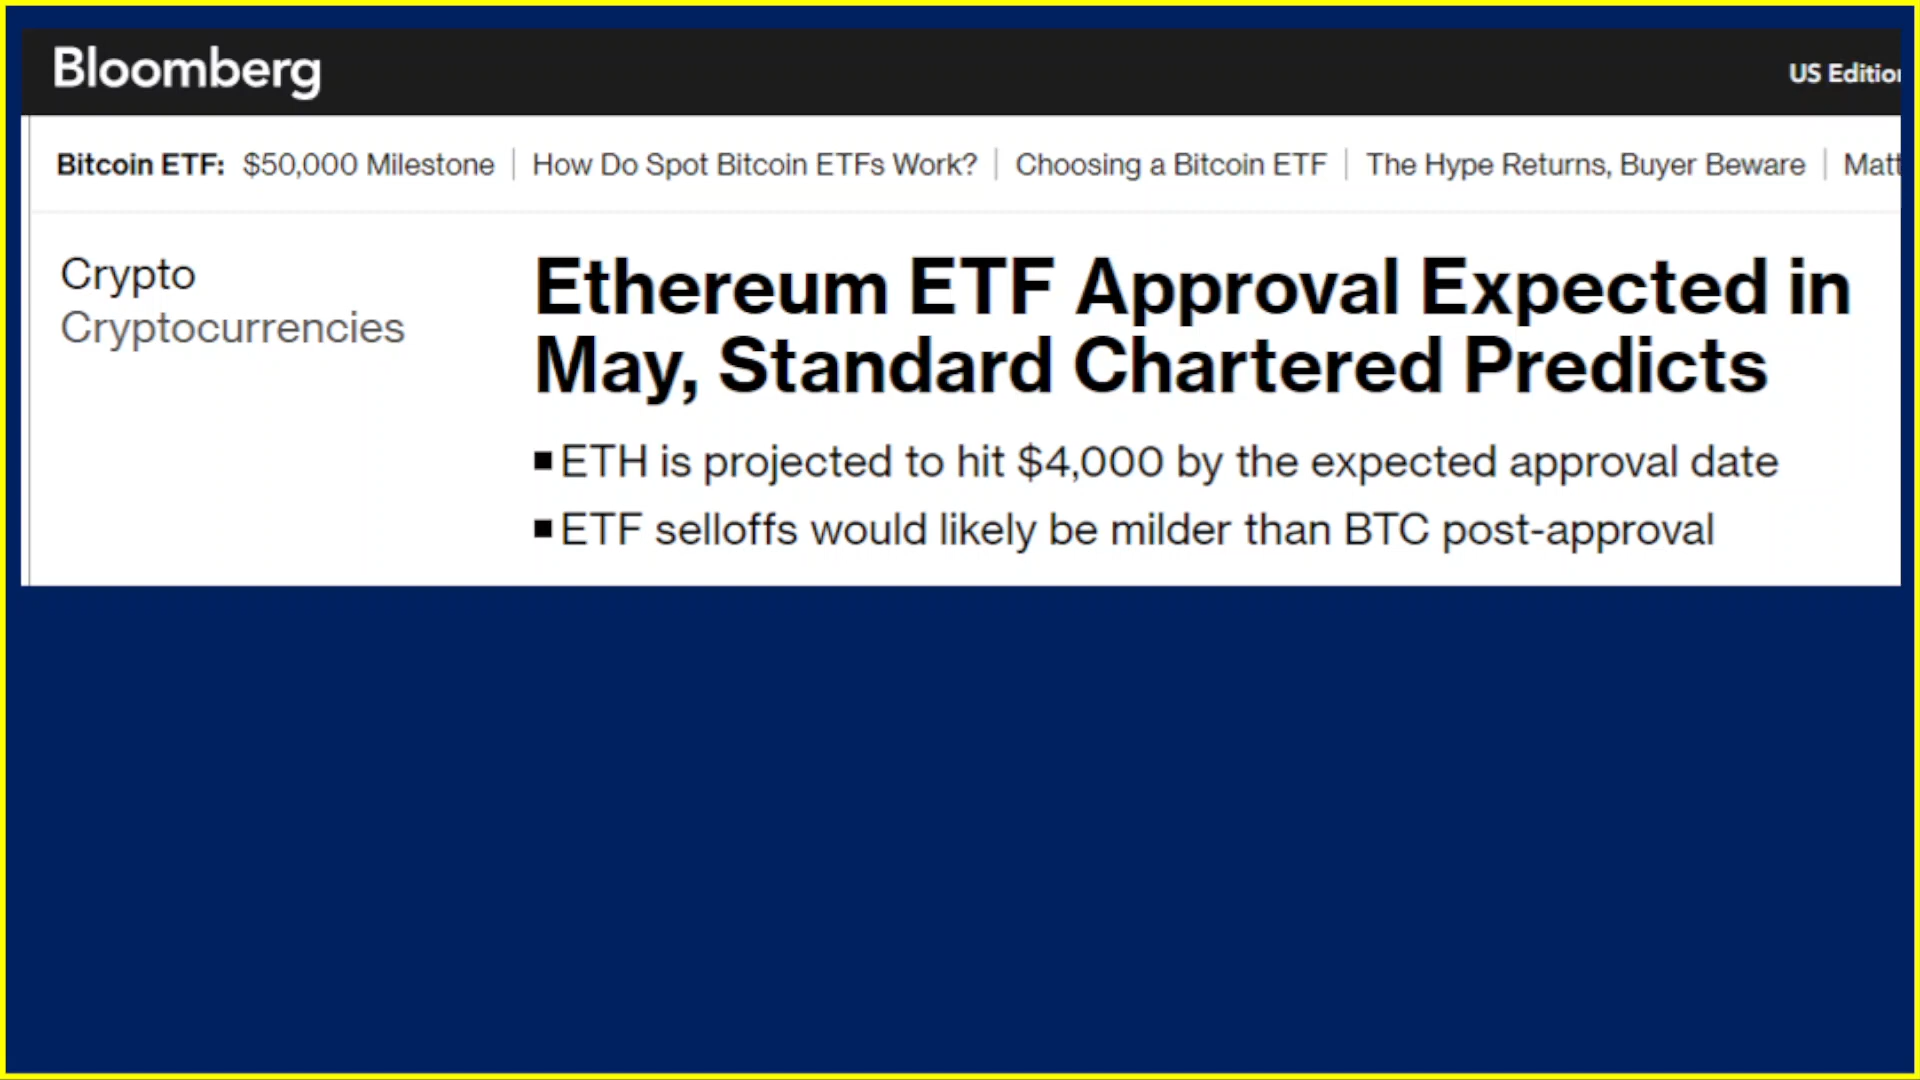 Bloomberg
US Edition
Bitcoin ETF: $50,000 Milestone | How Do Spot Bitcoin ETFs Work? | Choosing a Bitcoin ETF | The Hype Returns, Buyer Beware | Matt
Crypto
Cryptocurrencies
Ethereum ETF Approval Expected in
May, Standard Chartered Predicts
■ ETH is projected to hit $4,000 by the expected approval date
■ ETF selloffs would likely be milder than BTC post-approval